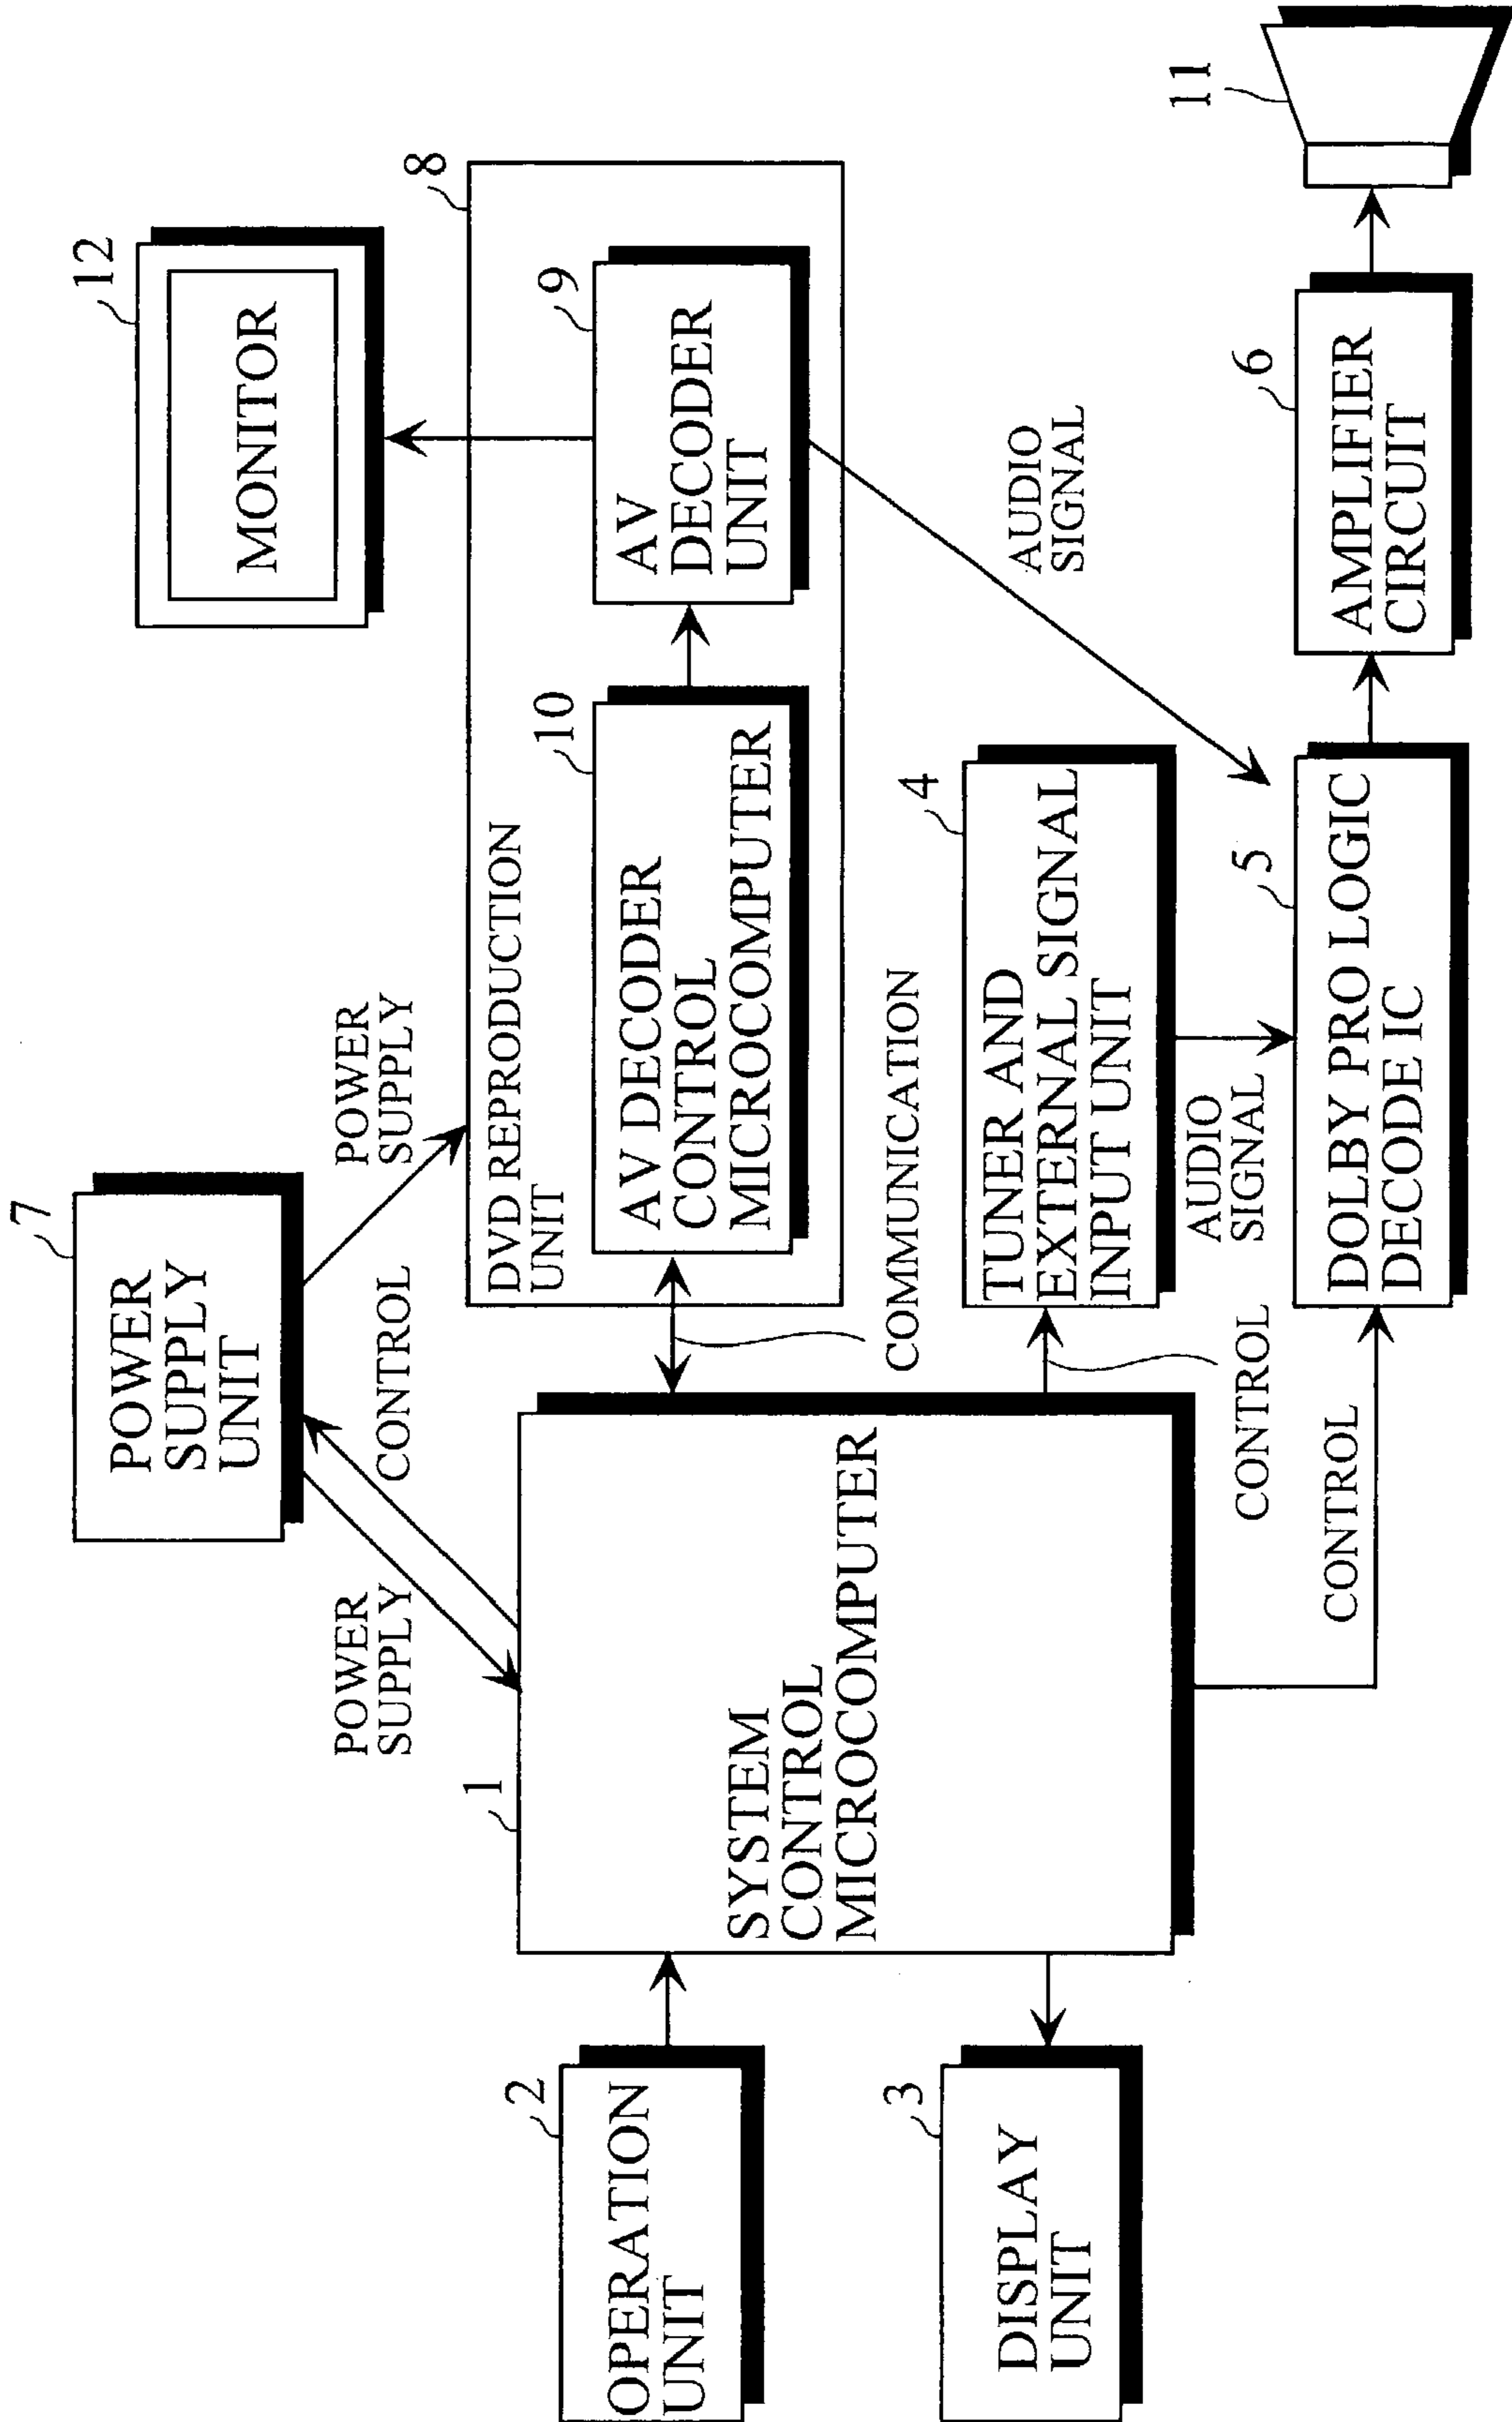 7
POWER
SUPPLY
UNIT
12
MONITOR
POWER
SUPPLY
CONTROL
POWER
SUPPLY
8
DVD REPRODUCTION
UNIT
2
OPERATION
UNIT
1
SYSTEM
CONTROL
MICROCOMPUTER
10
AV DECODER
CONTROL
MICROCOMPUTER
9
AV
DECODER
UNIT
COMMUNICATION
3
DISPLAY
UNIT
4
TUNER AND
EXTERNAL SIGNAL
INPUT UNIT
AUDIO
SIGNAL
CONTROL
AUDIO
SIGNAL
CONTROL
5
DOLBY PRO LOGIC
DECODE IC
6
AMPLIFIER
CIRCUIT
11